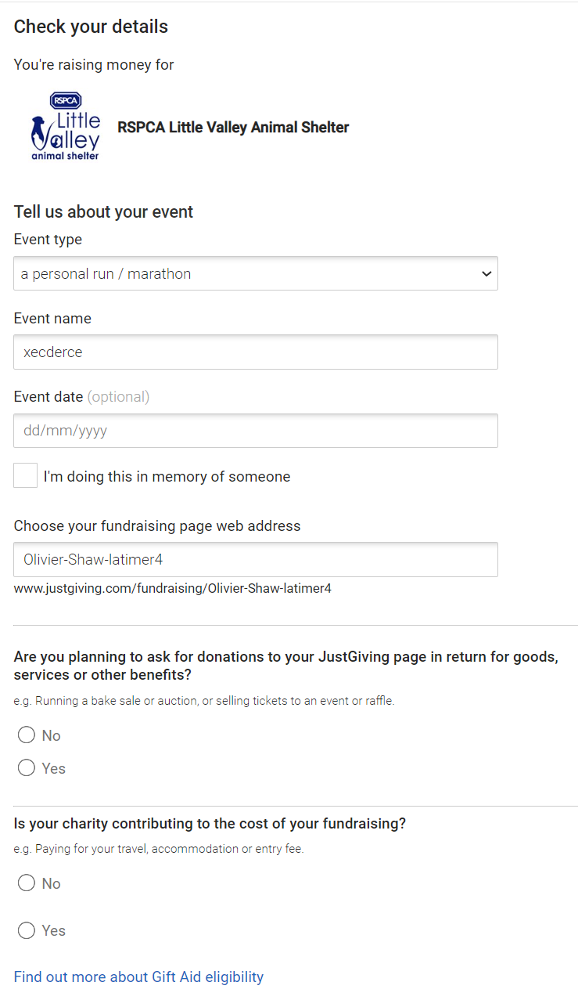 Check your details
You're raising money for
RSPCA
Little
Valley
animal shelter
RSPCA Little Valley Animal Shelter
Tell us about your event
Event type
a personal run / marathon
Event name
xecderce
Event date (optional)
dd/mm/yyyy
I'm doing this in memory of someone
Choose your fundraising page web address
Olivier-Shaw-latimer4
www.justgiving.com/fundraising/Olivier-Shaw-latimer4
Are you planning to ask for donations to your JustGiving page in return for goods,
services or other benefits?
e.g. Running a bake sale or auction, or selling tickets to an event or raffle.
No
Yes
Is your charity contributing to the cost of your fundraising?
e.g. Paying for your travel, accommodation or entry fee.
No
Yes
Find out more about Gift Aid eligibility